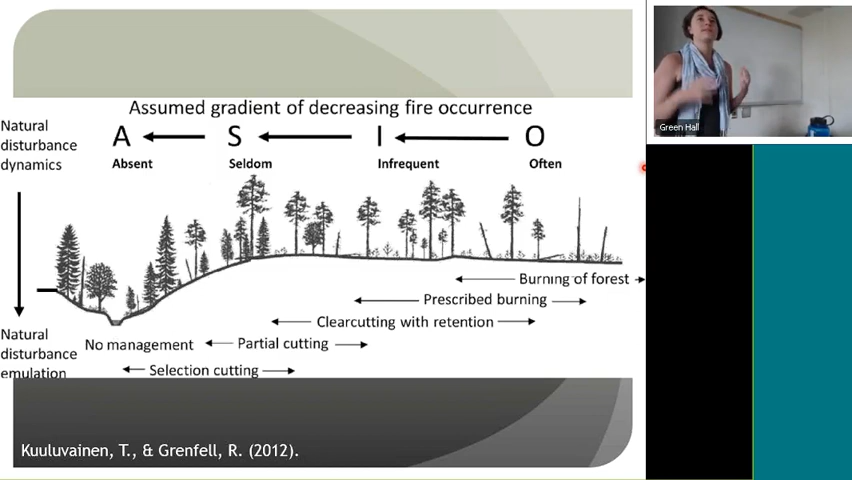 Assumed gradient of decreasing fire occurrence
Natural
disturbance
dynamics
A S I O
Absent Seldom Infrequent Often
Burning of forest
Prescribed burning
Clearcutting with retention
Natural
disturbance
emulation
No management Partial cutting
Selection cutting
Kuuluvainen, T., & Grenfell, R. (2012).
Green Hall